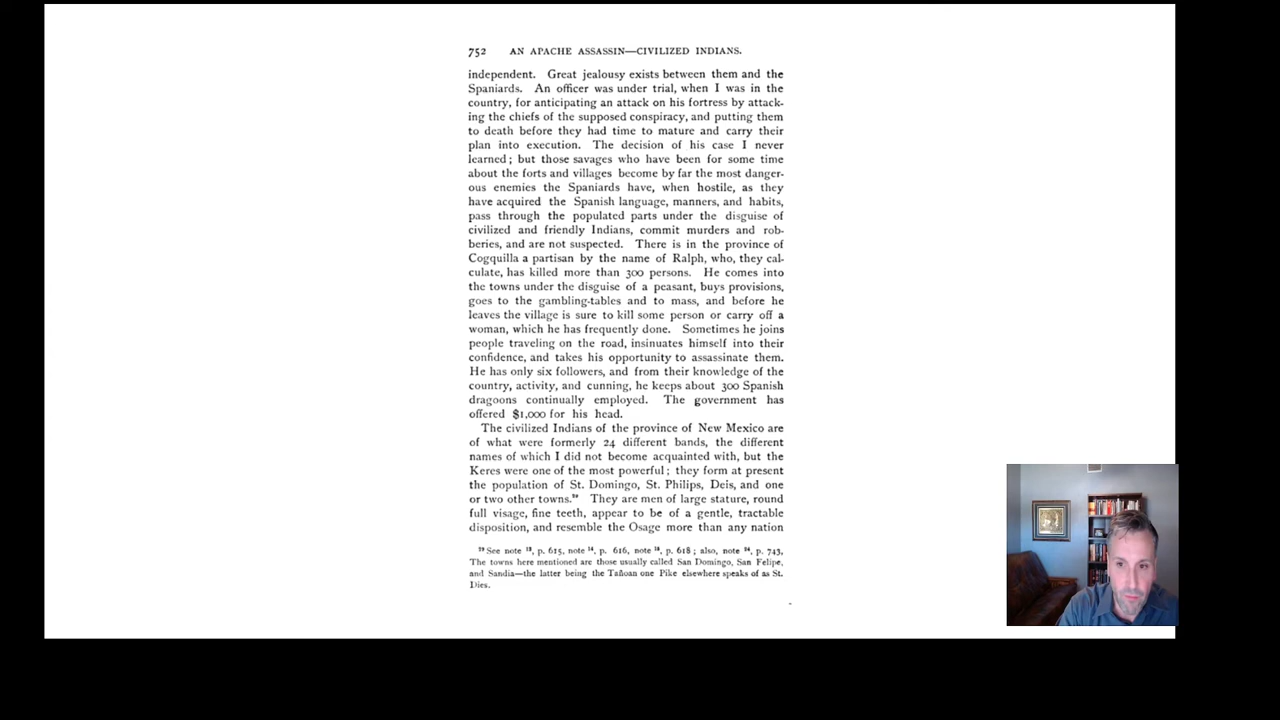 752 AN APACHE ASSASSIN—CIVILIZED INDIANS.
independent. Great jealousy exists between them and the
Spaniards. An officer was under trial, when I was in the
country, for anticipating an attack on his fortress by attack-
ing the chiefs of the supposed conspiracy, and putting them
to death before they had time to mature and carry their
plan into execution. The decision of his case I never
learned; but those savages who have been for some time
about the forts and villages become by far the most danger-
ous enemies the Spaniards have, when hostile, as they
have acquired the Spanish language, manners, and habits,
pass through the populated parts under the disguise of
civilized and friendly Indians, commit murders and rob-
beries, and are not suspected. There is in the province of
Cogquilla a partisan by the name of Ralph, who, they cal-
culate, has killed more than 300 persons. He comes into
the towns under the disguise of a peasant, buys provisions,
goes to the gambling-tables and to mass, and before he
leaves the village is sure to kill some person or carry off a
woman, which he has frequently done. Sometimes he joins
people traveling on the road, insinuates himself into their
confidence, and takes his opportunity to assassinate them.
He has only six followers, and from their knowledge of the
country, activity, and cunning, he keeps about 300 Spanish
dragoons continually employed. The government has
offered $1,000 for his head.
The civilized Indians of the province of New Mexico are
of what were formerly 24 different bands, the different
names of which I did not become acquainted with, but the
Keres were one of the most powerful; they form at present
the population of St. Domingo, St. Philips, Deis, and one
or two other towns.²⁹ They are men of large stature, round
full visage, fine teeth, appear to be of a gentle, tractable
disposition, and resemble the Osage more than any nation
²⁹ See note ¹³, p. 615, note ¹⁴, p. 616, note ¹⁸, p. 618; also, note ²⁴, p. 743.
The towns here mentioned are those usually called San Domingo, San Felipe,
and Sandia—the latter being the Tañoan one Pike elsewhere speaks of as St.
Dies.